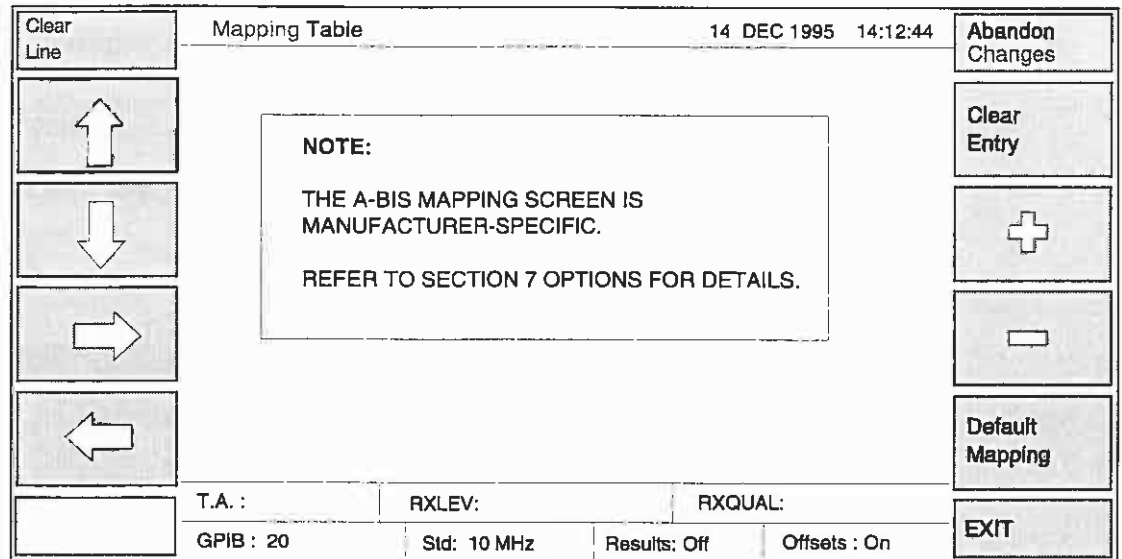 Clear
Line
Mapping Table
14 DEC 1995 14:12:44
Abandon
Changes
Clear
Entry
NOTE:
THE A-BIS MAPPING SCREEN IS
MANUFACTURER-SPECIFIC.
REFER TO SECTION 7 OPTIONS FOR DETAILS.
Default
Mapping
T.A. :
RXLEV:
RXQUAL:
GPIB : 20
Std: 10 MHz
Results: Off
Offsets : On
EXIT